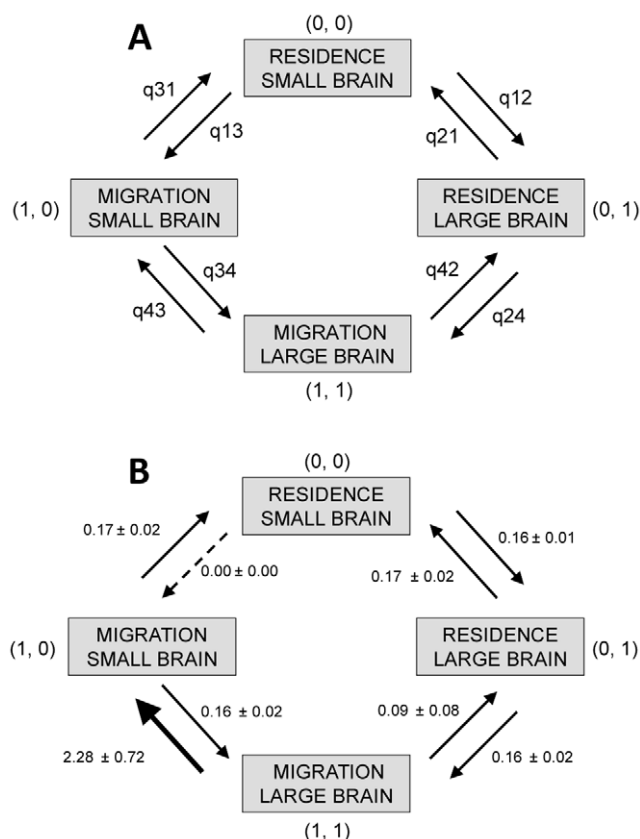 A
(0, 0)
RESIDENCE
SMALL BRAIN
q31
q13
q12
q21
(1, 0)
MIGRATION
SMALL BRAIN
RESIDENCE
LARGE BRAIN
(0, 1)
q34
q43
q42
q24
MIGRATION
LARGE BRAIN
(1, 1)
B
(0, 0)
RESIDENCE
SMALL BRAIN
0.17 ± 0.02
0.00 ± 0.00
0.16 ± 0.01
0.17 ± 0.02
(1, 0)
MIGRATION
SMALL BRAIN
RESIDENCE
LARGE BRAIN
(0, 1)
0.16 ± 0.02
2.28 ± 0.72
0.09 ± 0.08
0.16 ± 0.02
MIGRATION
LARGE BRAIN
(1, 1)